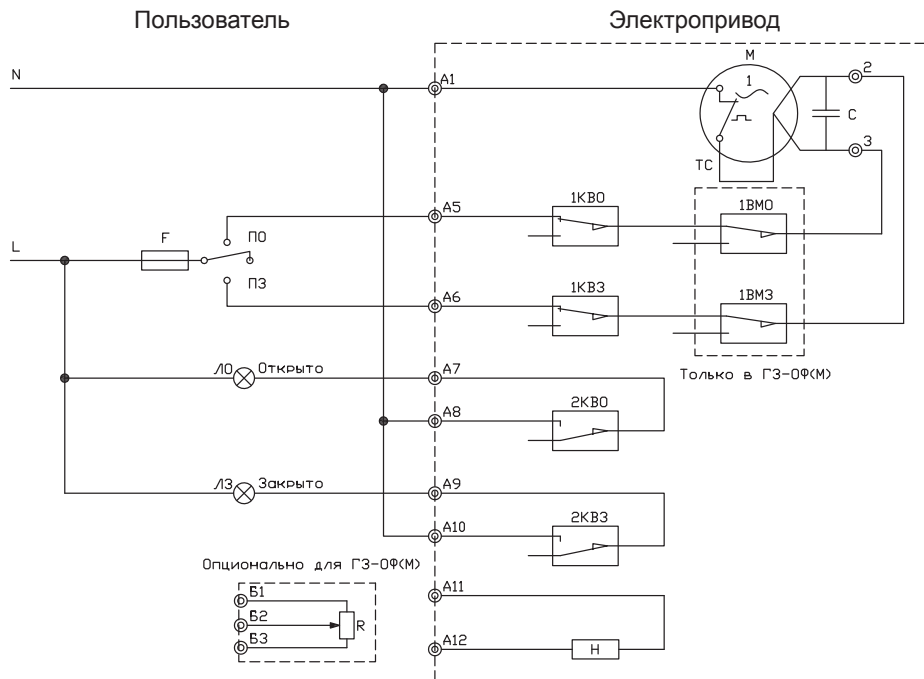 Пользователь
Электропривод
N
A1
M
1
2
C
3
TC
A5
1КВО
1ВМО
L
F
ПО
ПЗ
A6
1КВЗ
1ВМЗ
Только в ГЗ-ОФ(М)
ЛО
Открыто
A7
A8
2КВО
ЛЗ
Закрыто
A9
A10
2КВЗ
Опционально для ГЗ-ОФ(М)
Б1
Б2
Б3
R
A11
A12
Н